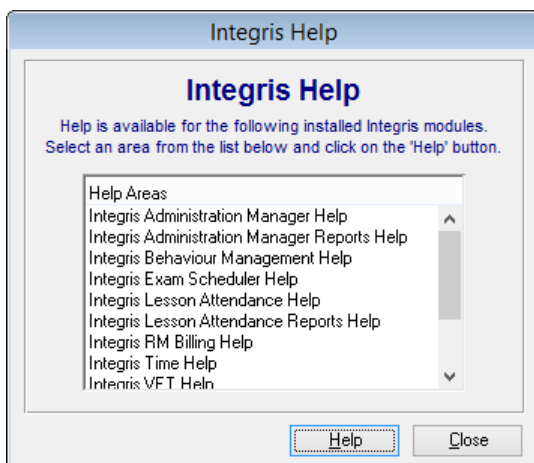 Integris Help
Integris Help
Help is available for the following installed Integris modules.
Select an area from the list below and click on the 'Help' button.
Help Areas
Integris Administration Manager Help
Integris Administration Manager Reports Help
Integris Behaviour Management Help
Integris Exam Scheduler Help
Integris Lesson Attendance Help
Integris Lesson Attendance Reports Help
Integris RM Billing Help
Integris Time Help
Integris VET Help
Help
Close